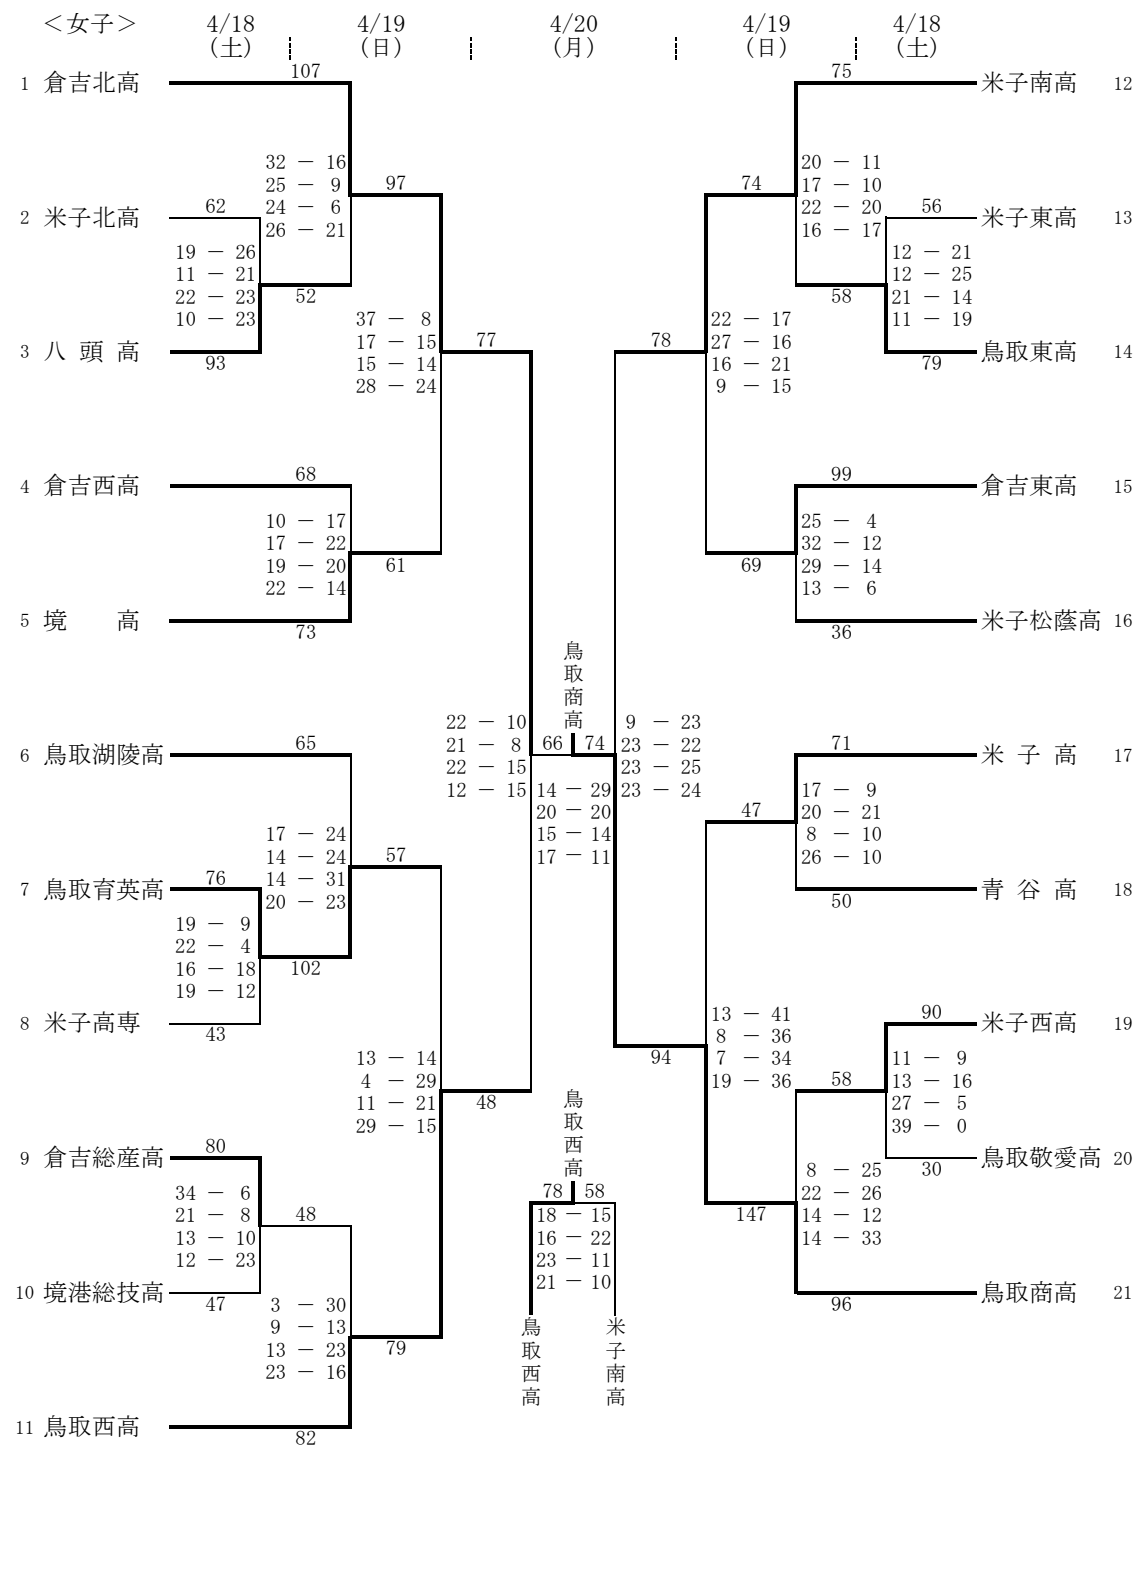 ＜女子＞
4/18
(土)
4/19
(日)
4/20
(月)
4/19
(日)
4/18
(土)
1 倉吉北高
107
32 － 16
25 － 9
24 － 6
26 － 21
97
2 米子北高
62
19 － 26
11 － 21
22 － 23
10 － 23
52
3 八頭高
93
37 － 8
17 － 15
15 － 14
28 － 24
77
4 倉吉西高
68
10 － 17
17 － 22
19 － 20
22 － 14
61
5 境高
73
22 － 10
21 － 8
22 － 15
12 － 15
6 鳥取湖陵高
65
17 － 24
14 － 24
14 － 31
20 － 23
57
7 鳥取育英高
76
19 － 9
22 － 4
16 － 18
19 － 12
102
8 米子高専
43
13 － 14
4 － 29
11 － 21
29 － 15
48
9 倉吉総産高
80
34 － 6
21 － 8
13 － 10
12 － 23
48
10 境港総技高
47
3 － 30
9 － 13
13 － 23
23 － 16
79
11 鳥取西高
82
鳥取商高
66 74
14 － 29
20 － 20
15 － 14
17 － 11
鳥取西高
78 58
18 － 15
16 － 22
23 － 11
21 － 10
鳥取西高
米子南高
75
米子南高 12
20 － 11
17 － 10
22 － 20
16 － 17
74
56
米子東高 13
12 － 21
12 － 25
21 － 14
11 － 19
58
鳥取東高 14
79
22 － 17
27 － 16
16 － 21
9 － 15
78
99
倉吉東高 15
25 － 4
32 － 12
29 － 14
13 － 6
69
米子松蔭高 16
36
9 － 23
23 － 22
23 － 25
23 － 24
71
米子高 17
17 － 9
20 － 21
8 － 10
26 － 10
47
青谷高 18
50
13 － 41
8 － 36
7 － 34
19 － 36
94
90
米子西高 19
11 － 9
13 － 16
27 － 5
39 － 0
58
鳥取敬愛高 20
30
8 － 25
22 － 26
14 － 12
14 － 33
147
鳥取商高 21
96